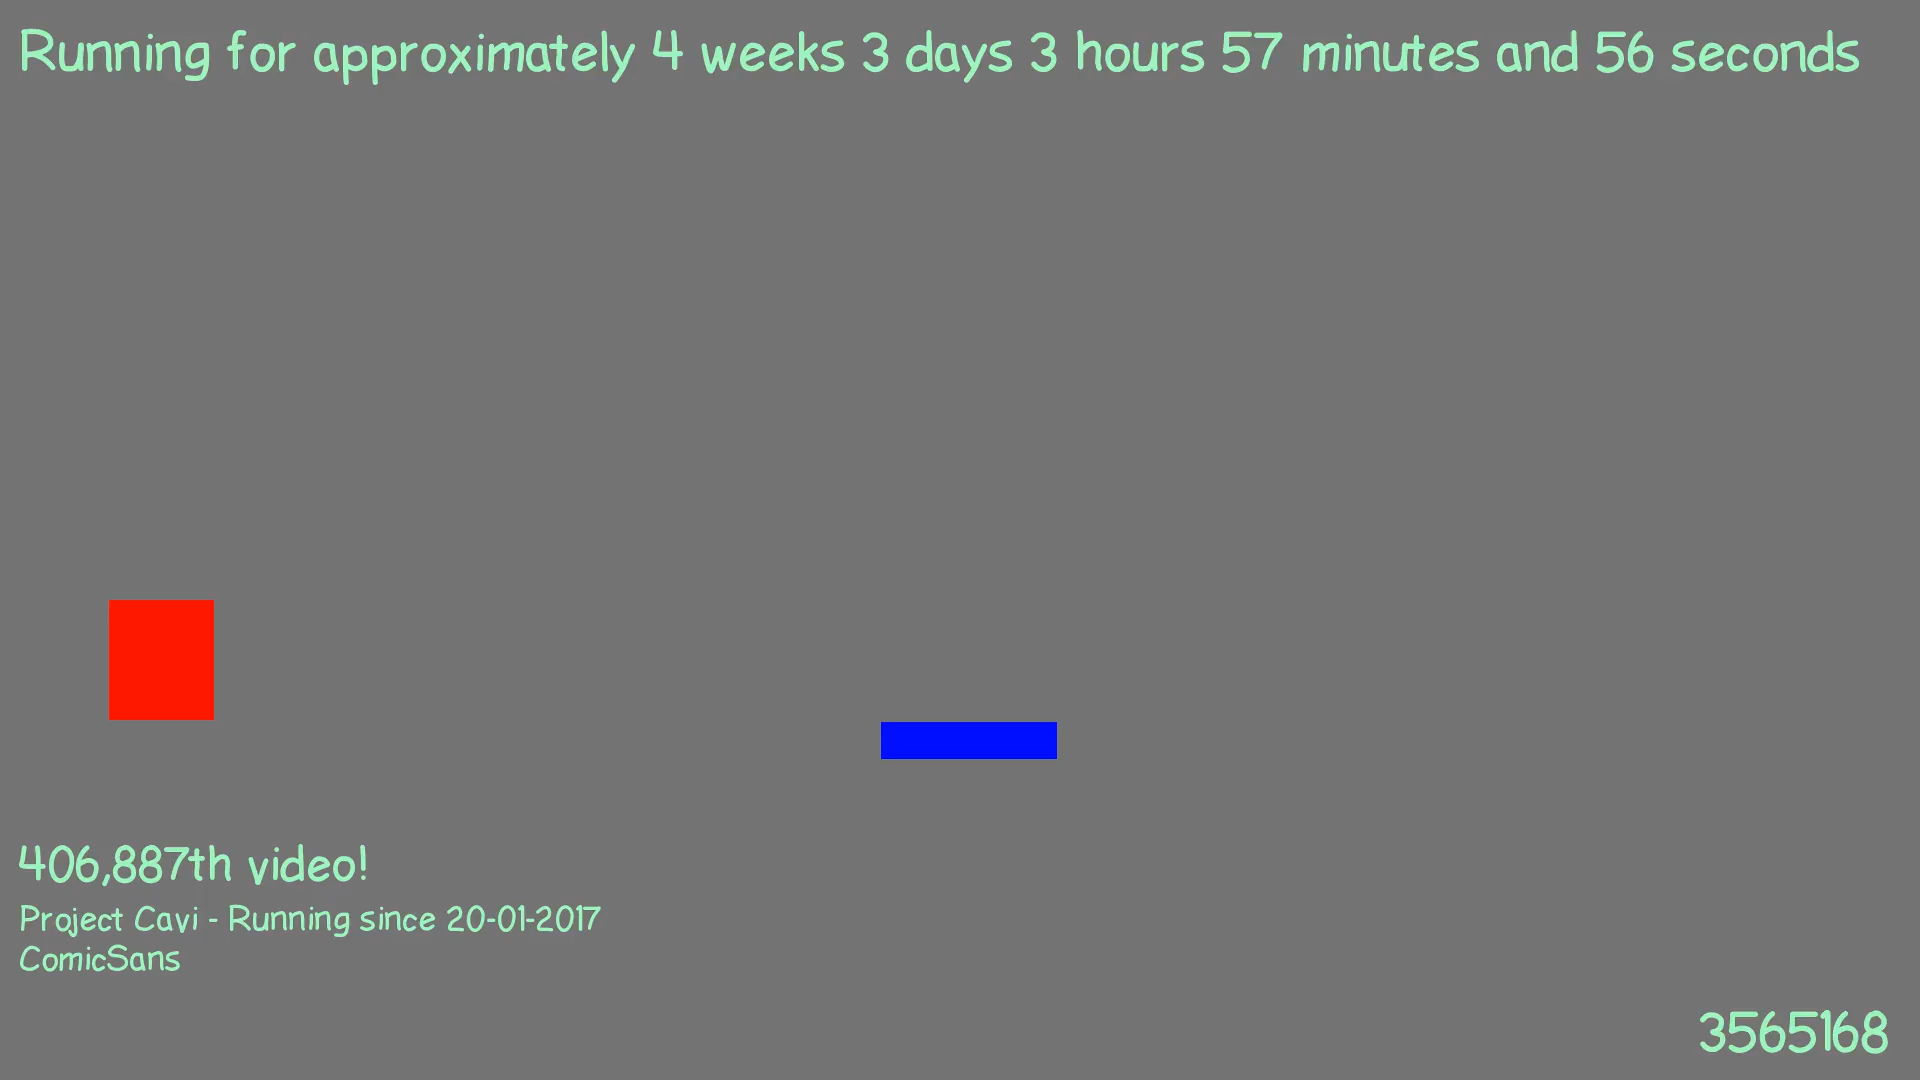 Running for approximately 4 weeks 3 days 3 hours 57 minutes and 56 seconds
406,887th video!
Project Cavi - Running since 20-01-2017
ComicSans
3565168